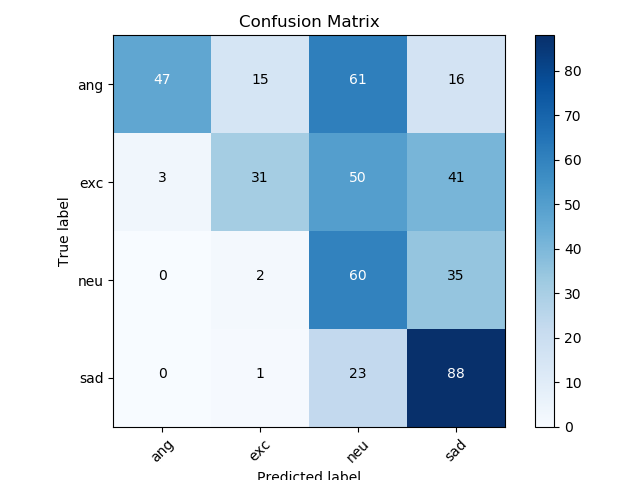 Confusion Matrix
ang 47 15 61 16
exc 3 31 50 41
neu 0 2 60 35
sad 0 1 23 88
ang exc neu sad
True label
Predicted label
80
70
60
50
40
30
20
10
0